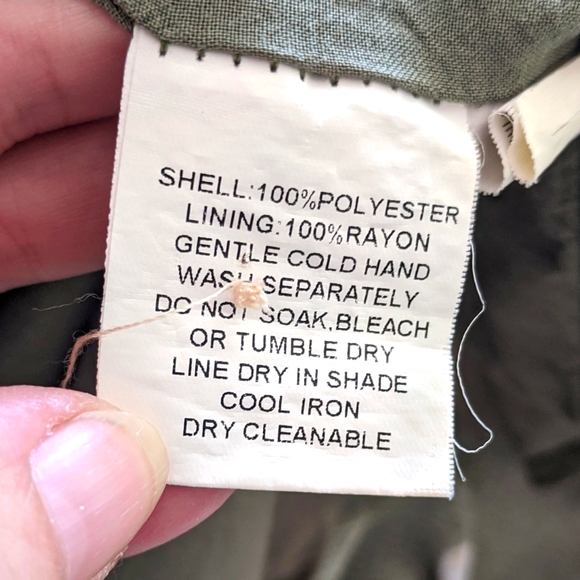 SHELL:100%POLYESTER
LINING:100%RAYON
GENTLE COLD HAND
WASH SEPARATELY
DO NOT SOAK,BLEACH
OR TUMBLE DRY
LINE DRY IN SHADE
COOL IRON
DRY CLEANABLE